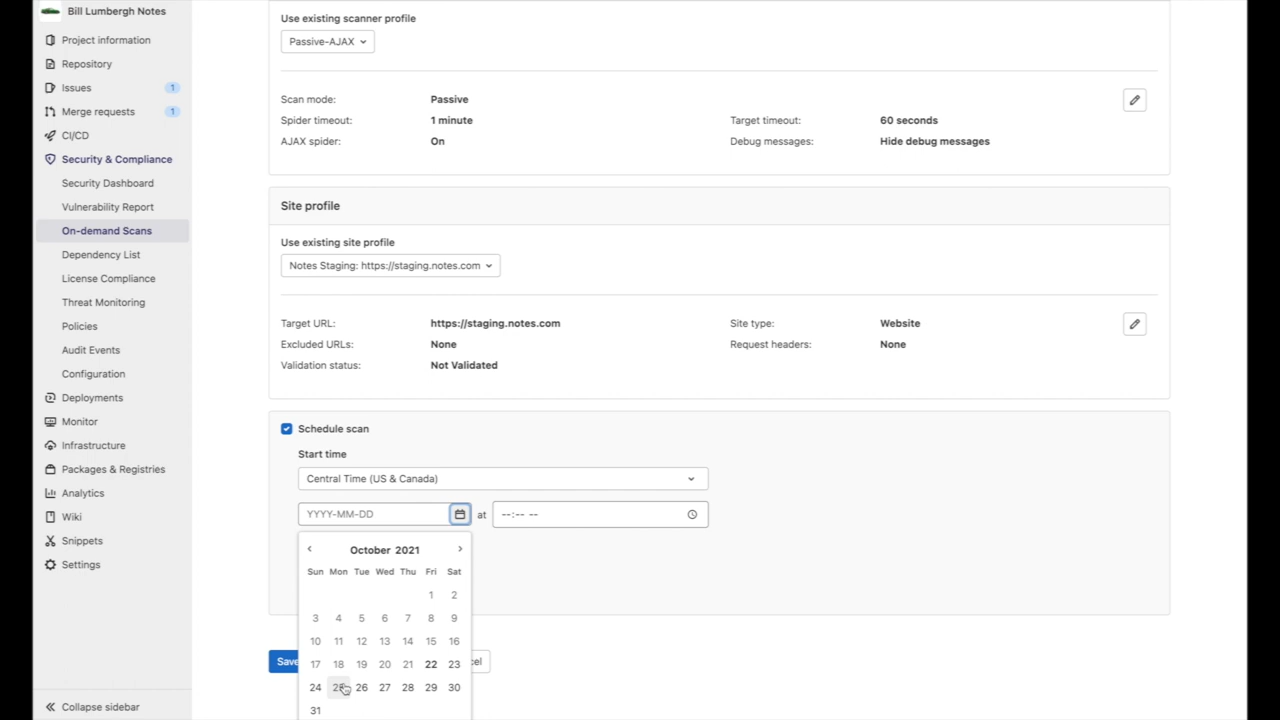 Bill Lumbergh Notes
Project information
Repository
Issues 1
Merge requests 1
CI/CD
Security & Compliance
Security Dashboard
Vulnerability Report
On-demand Scans
Dependency List
License Compliance
Threat Monitoring
Policies
Audit Events
Configuration
Deployments
Monitor
Infrastructure
Packages & Registries
Analytics
Wiki
Snippets
Settings
Collapse sidebar
Use existing scanner profile
Passive-AJAX
Scan mode: Passive
Spider timeout: 1 minute Target timeout: 60 seconds
AJAX spider: On Debug messages: Hide debug messages
Site profile
Use existing site profile
Notes Staging: https://staging.notes.com
Target URL: https://staging.notes.com Site type: Website
Excluded URLs: None Request headers: None
Validation status: Not Validated
Schedule scan
Start time
Central Time (US & Canada)
YYYY-MM-DD at --:-- --
October 2021
Sun Mon Tue Wed Thu Fri Sat
1 2
3 4 5 6 7 8 9
10 11 12 13 14 15 16
17 18 19 20 21 22 23
24 25 26 27 28 29 30
31
Save